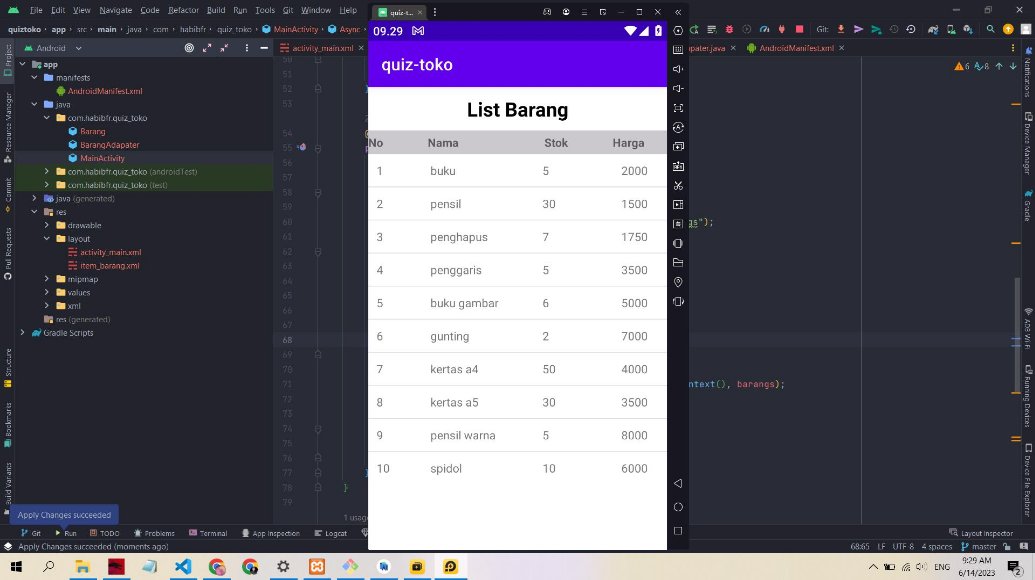 File Edit View Navigate Code Refactor Build Run Tools Git Window Help
quiztoko app src main java com habibfr quiz_toko MainActivity Async
Git:
Android
app
manifests
AndroidManifest.xml
java
com.habibfr.quiz_toko
Barang
BarangAdapater
MainActivity
com.habibfr.quiz_toko (androidTest)
com.habibfr.quiz_toko (test)
java (generated)
res
drawable
layout
activity_main.xml
item_barang.xml
mipmap
values
xml
res (generated)
Gradle Scripts
Project
Resource Manager
Commit
Pull Requests
Structure
Bookmarks
Build Variants
activity_main.xml
pater.java
AndroidManifest.xml
6 8
50
51
52
53
54
55
56
57
58
59
60
61
62
63
64
65
66
67
68
69
70
71
72
73
74
75
76
77
78
79
gs");
ntext(), barangs);
}
1 usage
quiz-t...
09.29
quiz-toko
List Barang
No Nama Stok Harga
1 buku 5 2000
2 pensil 30 1500
3 penghapus 7 1750
4 penggaris 5 3500
5 buku gambar 6 5000
6 gunting 2 7000
7 kertas a4 50 4000
8 kertas a5 30 3500
9 pensil warna 5 8000
10 spidol 10 6000
Notifications
Device Manager
Gradle
ADB Wi-Fi
Running Devices
Device File Explorer
Apply Changes succeeded
Git Run TODO Problems Terminal App Inspection Logcat
Layout Inspector
Apply Changes succeeded (moments ago)
68:65 LF UTF-8 4 spaces master
ENG
9:29 AM
6/14/2023
2